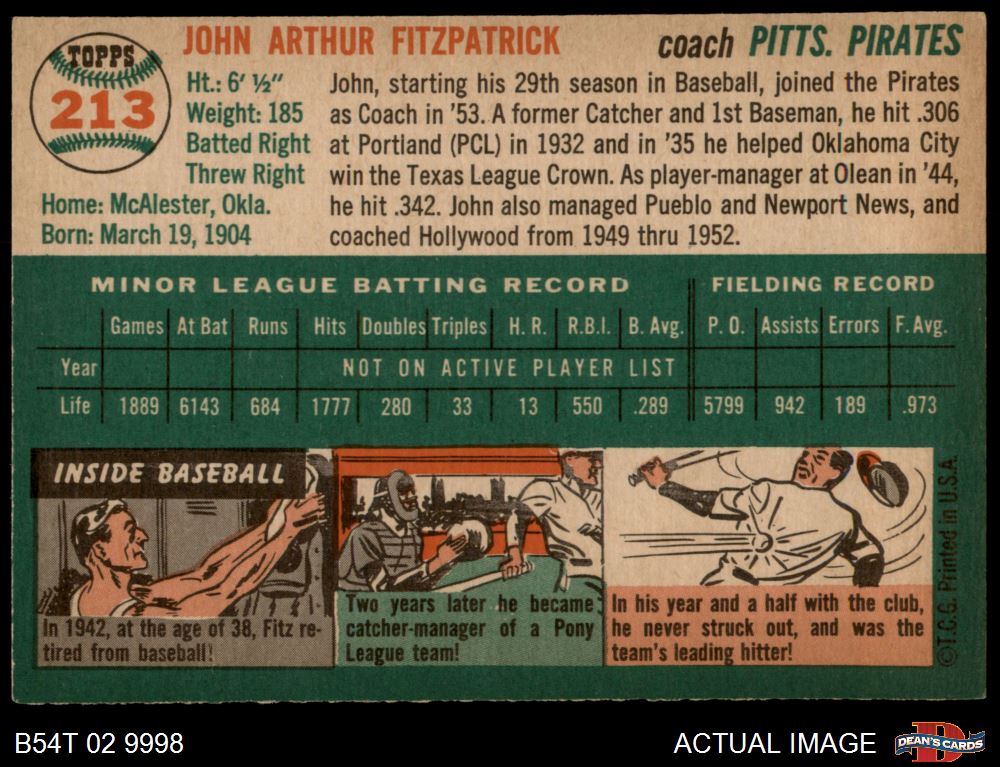 TOPPS
213
JOHN ARTHUR FITZPATRICK
coach PITTS. PIRATES
Ht.: 6' ½"
Weight: 185
Batted Right
Threw Right
Home: McAlester, Okla.
Born: March 19, 1904
John, starting his 29th season in Baseball, joined the Pirates
as Coach in '53. A former Catcher and 1st Baseman, he hit .306
at Portland (PCL) in 1932 and in '35 he helped Oklahoma City
win the Texas League Crown. As player-manager at Olean in '44,
he hit .342. John also managed Pueblo and Newport News, and
coached Hollywood from 1949 thru 1952.
MINOR LEAGUE BATTING RECORD FIELDING RECORD
Games At Bat Runs Hits Doubles Triples H. R. R.B.I. B. Avg. P. O. Assists Errors F. Avg.
Year NOT ON ACTIVE PLAYER LIST
Life 1889 6143 684 1777 280 33 13 550 .289 5799 942 189 .973
INSIDE BASEBALL
In 1942, at the age of 38, Fitz re-
tired from baseball!
Two years later he became
catcher-manager of a Pony
League team!
In his year and a half with the club,
he never struck out, and was the
team's leading hitter!
©T.C.G. Printed in U.S.A.
B54T 02 9998
ACTUAL IMAGE
D
DEAN'S CARDS